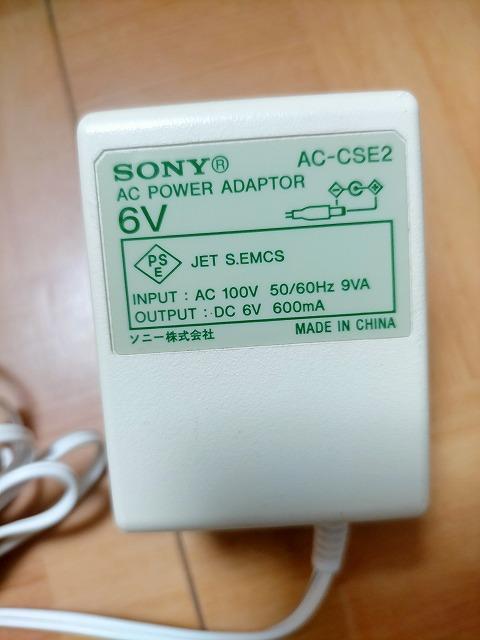 SONY® AC-CSE2
AC POWER ADAPTOR
6V
PS
E
JET S.EMCS
INPUT : AC 100V 50/60Hz 9VA
OUTPUT : DC 6V 600mA
ソニー株式会社 MADE IN CHINA